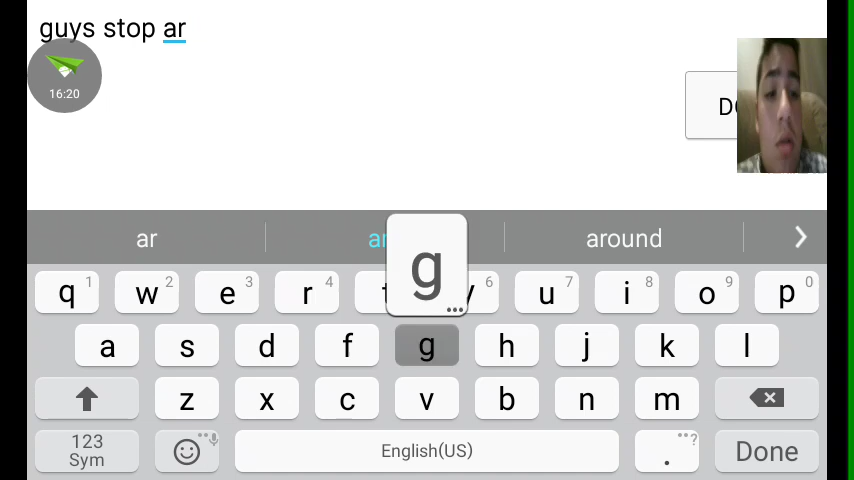 guys stop ar
16:20
ar around
g
q 1 w 2 e 3 r 4 6 u 7 i 8 o 9 p 0
a s d f g h j k l
z x c v b n m
123 Sym English(US) . ? Done